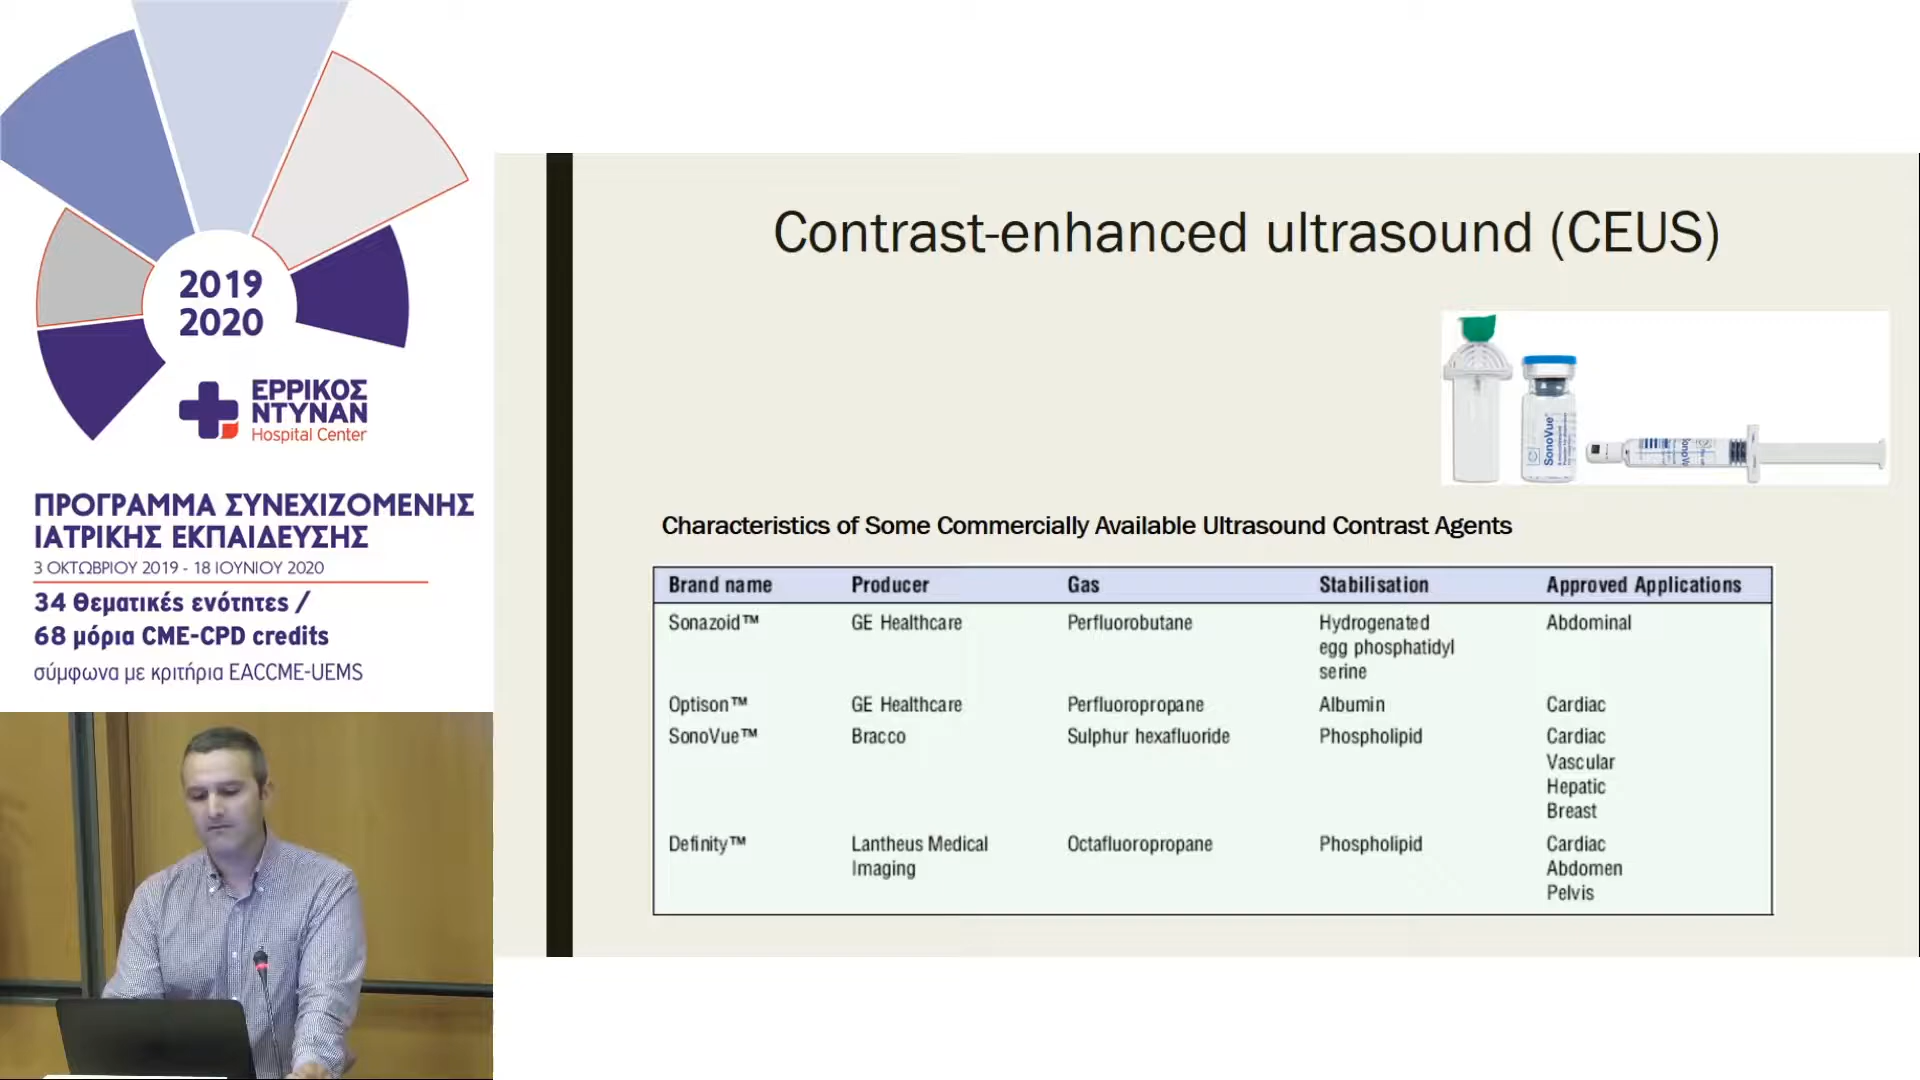 2019
2020
ΕΡΡΙΚΟΣ
ΝΤΥΝΑΝ
Hospital Center
ΠΡΟΓΡΑΜΜΑ ΣΥΝΕΧΙΖΟΜΕΝΗΣ
ΙΑΤΡΙΚΗΣ ΕΚΠΑΙΔΕΥΣΗΣ
3 ΟΚΤΩΒΡΙΟΥ 2019 - 18 ΙΟΥΝΙΟΥ 2020
34 θεματικές ενότητες /
68 μόρια CME-CPD credits
σύμφωνα με κριτήρια EACCME-UEMS
Contrast-enhanced ultrasound (CEUS)
SonoVue
Characteristics of Some Commercially Available Ultrasound Contrast Agents
Brand name Producer Gas Stabilisation Approved Applications
Sonazoid™ GE Healthcare Perfluorobutane Hydrogenated Abdominal
egg phosphatidyl
serine
Optison™ GE Healthcare Perfluoropropane Albumin Cardiac
SonoVue™ Bracco Sulphur hexafluoride Phospholipid Cardiac
Vascular
Hepatic
Breast
Definity™ Lantheus Medical Octafluoropropane Phospholipid Cardiac
Imaging Abdomen
Pelvis